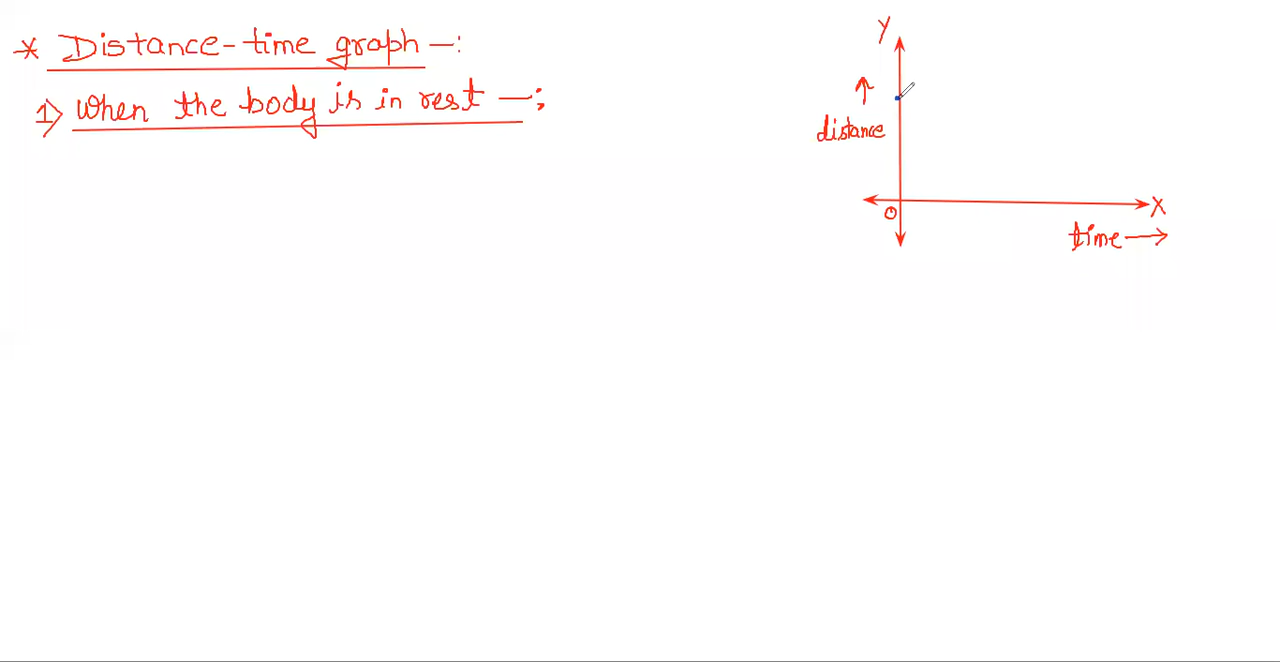 * Distance-time graph -:
1) When the body is in rest -:
Y
↑
distance
O
X
time →